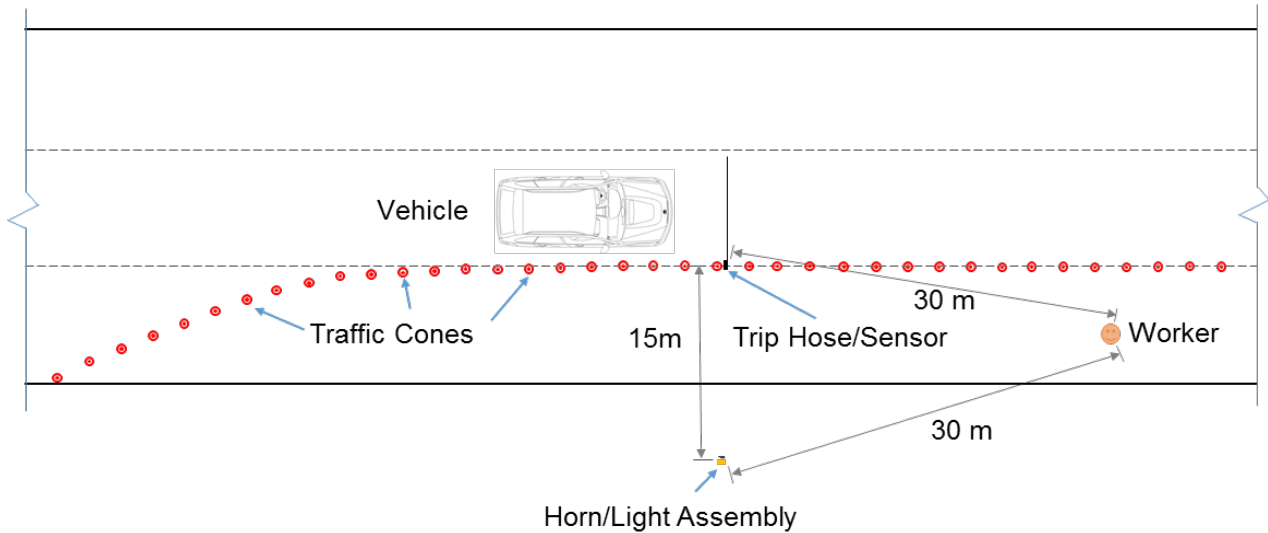 Vehicle
Traffic Cones
15m
Trip Hose/Sensor
30 m
Worker
30 m
Horn/Light Assembly